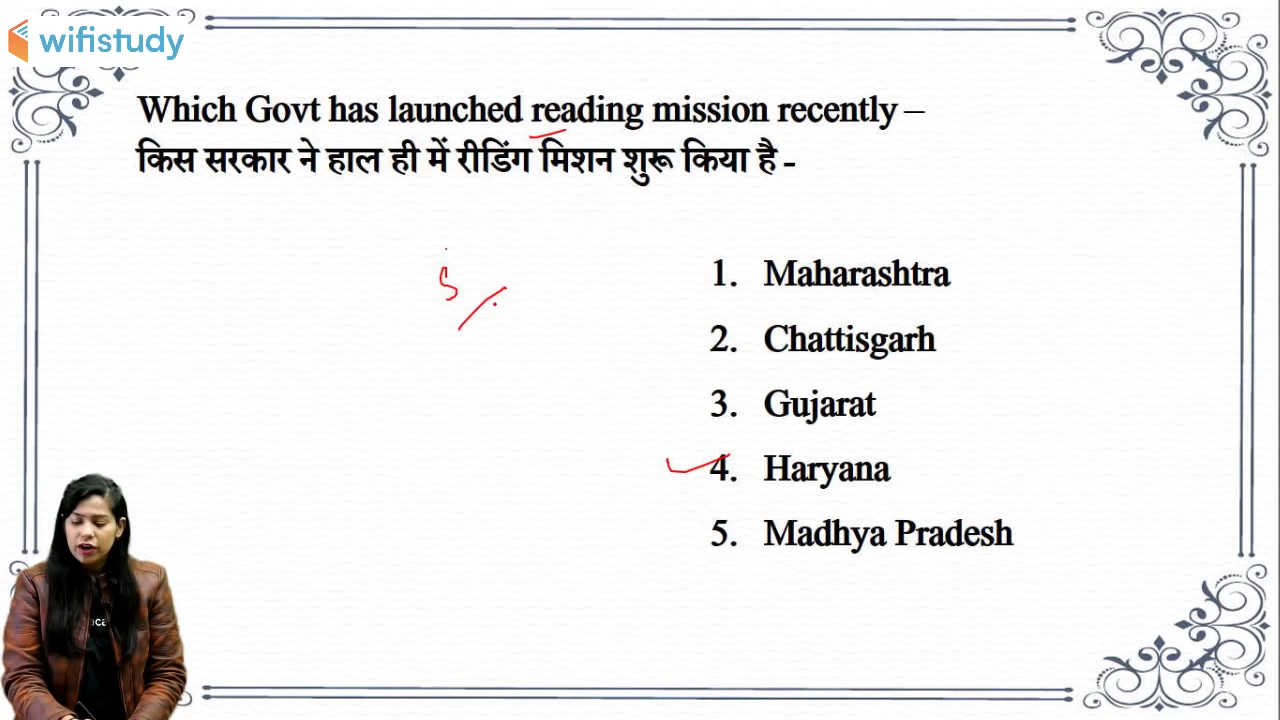 wifistudy
Which Govt has launched reading mission recently –
किस सरकार ने हाल ही में रीडिंग मिशन शुरू किया है -
1. Maharashtra
2. Chattisgarh
3. Gujarat
4. Haryana
5. Madhya Pradesh